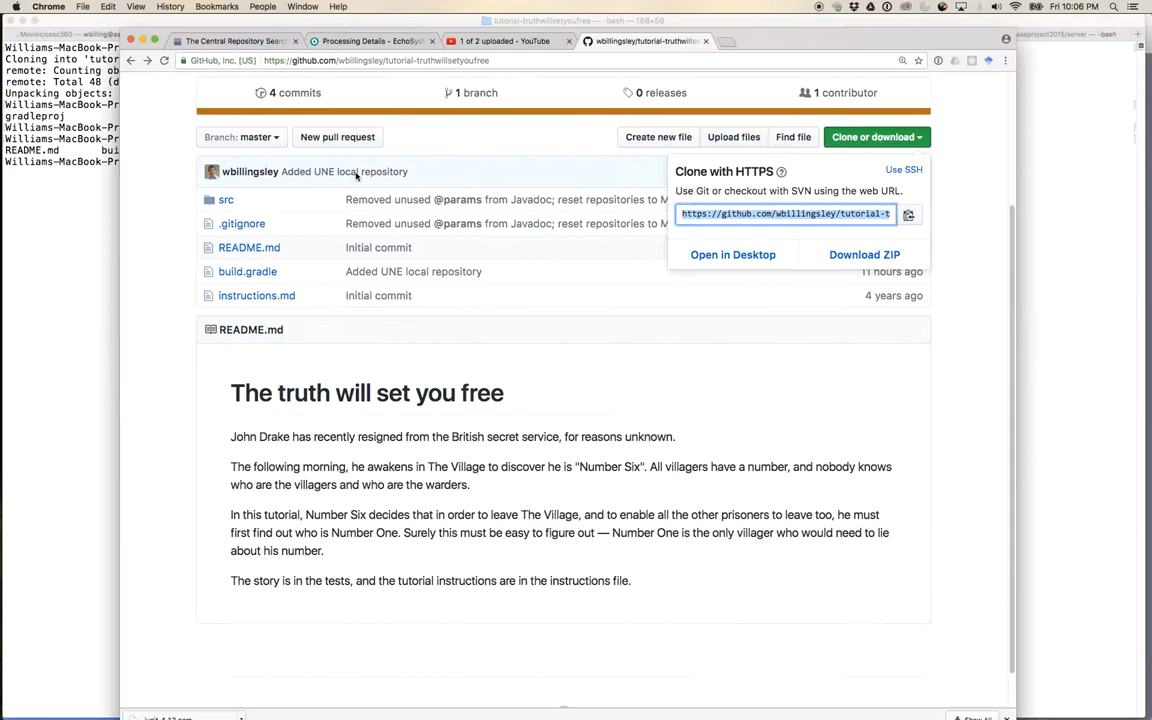 Chrome File Edit View History Bookmarks People Window Help Fri 10:06 PM
tutorial-truthwillsetyoufree — -bash — 188×59
The Central Repository Search
Processing Details - EchoSyst
1 of 2 uploaded - YouTube
wbillingsley/tutorial-truthwillse
GitHub, Inc. [US] https://github.com/wbillingsley/tutorial-truthwillsetyoufree
Williams-MacBook-Pr
Cloning into 'tutor
remote: Counting ob
remote: Total 48 (d
Unpacking objects:
Williams-MacBook-Pr
gradleproj
Williams-MacBook-Pr
Williams-MacBook-Pr
README.md bui
Williams-MacBook-Pr
4 commits
1 branch
0 releases
1 contributor
Branch: master
New pull request
Create new file
Upload files
Find file
Clone or download
wbillingsley Added UNE local repository
src Removed unused @params from Javadoc; reset repositories to M
.gitignore Removed unused @params from Javadoc; reset repositories to M
README.md Initial commit
build.gradle Added UNE local repository 11 hours ago
instructions.md Initial commit 4 years ago
Clone with HTTPS
Use SSH
Use Git or checkout with SVN using the web URL.
https://github.com/wbillingsley/tutorial-t
Open in Desktop
Download ZIP
README.md
The truth will set you free
John Drake has recently resigned from the British secret service, for reasons unknown.
The following morning, he awakens in The Village to discover he is "Number Six". All villagers have a number, and nobody knows
who are the villagers and who are the warders.
In this tutorial, Number Six decides that in order to leave The Village, and to enable all the other prisoners to leave too, he must
first find out who is Number One. Surely this must be easy to figure out — Number One is the only villager who would need to lie
about his number.
The story is in the tests, and the tutorial instructions are in the instructions file.